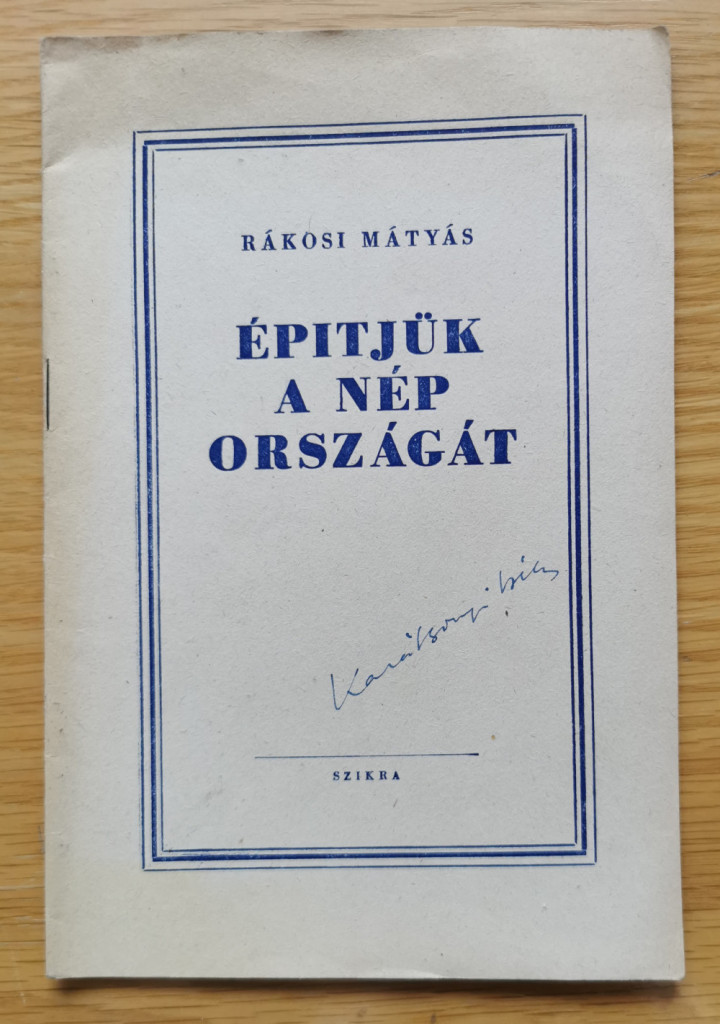 RÁKOSI MÁTYÁS
ÉPITJÜK
A NÉP
ORSZÁGÁT
SZIKRA